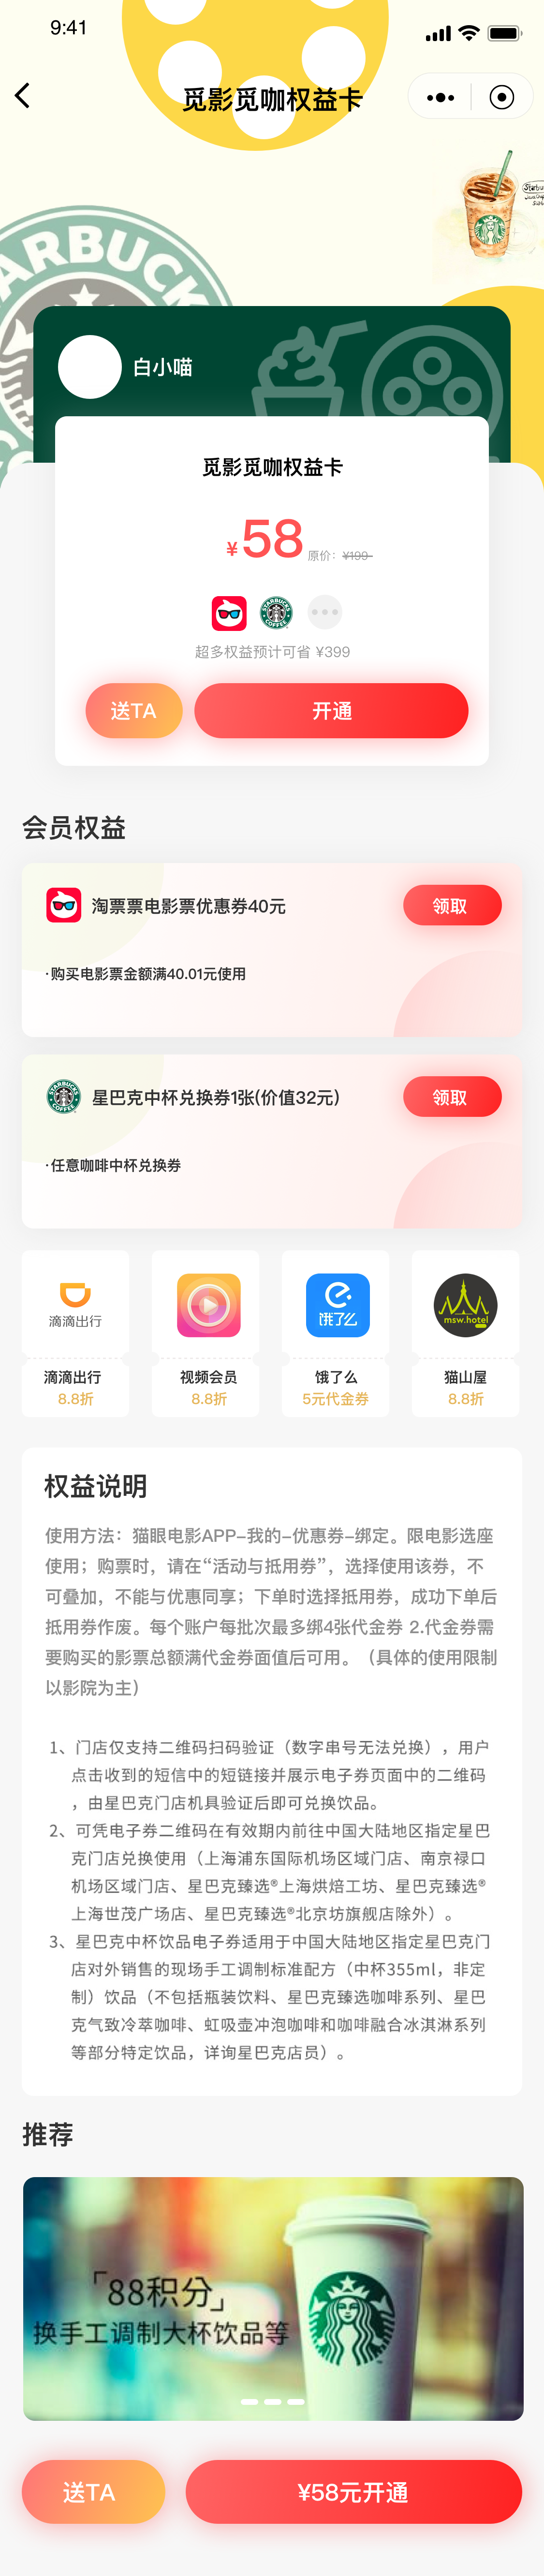 9:41
觅影觅咖权益卡
白小喵
觅影觅咖权益卡
¥58 原价：¥199
超多权益预计可省 ¥399
送TA
开通
会员权益
淘票票电影票优惠券40元
领取
·购买电影票金额满40.01元使用
STARBUCKS COFFEE
星巴克中杯兑换券1张(价值32元)
领取
·任意咖啡中杯兑换券
滴滴出行
饿了么
msw.hotel
滴滴出行
视频会员
饿了么
猫山屋
8.8折
8.8折
5元代金券
8.8折
权益说明
使用方法：猫眼电影APP-我的-优惠券-绑定。限电影选座
使用；购票时，请在“活动与抵用券”，选择使用该券，不
可叠加，不能与优惠同享；下单时选择抵用券，成功下单后
抵用券作废。每个账户每批次最多绑4张代金券 2.代金券需
要购买的影票总额满代金券面值后可用。（具体的使用限制
以影院为主）
1、门店仅支持二维码扫码验证（数字串号无法兑换），用户
点击收到的短信中的短链接并展示电子券页面中的二维码
，由星巴克门店机具验证后即可兑换饮品。
2、可凭电子券二维码在有效期内前往中国大陆地区指定星巴
克门店兑换使用（上海浦东国际机场区域门店、南京禄口
机场区域门店、星巴克臻选®上海烘焙工坊、星巴克臻选®
上海世茂广场店、星巴克臻选®北京坊旗舰店除外）。
3、星巴克中杯饮品电子券适用于中国大陆地区指定星巴克门
店对外销售的现场手工调制标准配方（中杯355ml，非定
制）饮品（不包括瓶装饮料、星巴克臻选咖啡系列、星巴
克气致冷萃咖啡、虹吸壶冲泡咖啡和咖啡融合冰淇淋系列
等部分特定饮品，详询星巴克店员）。
推荐
「88积分」
换手工调制大杯饮品等
送TA
¥58元开通